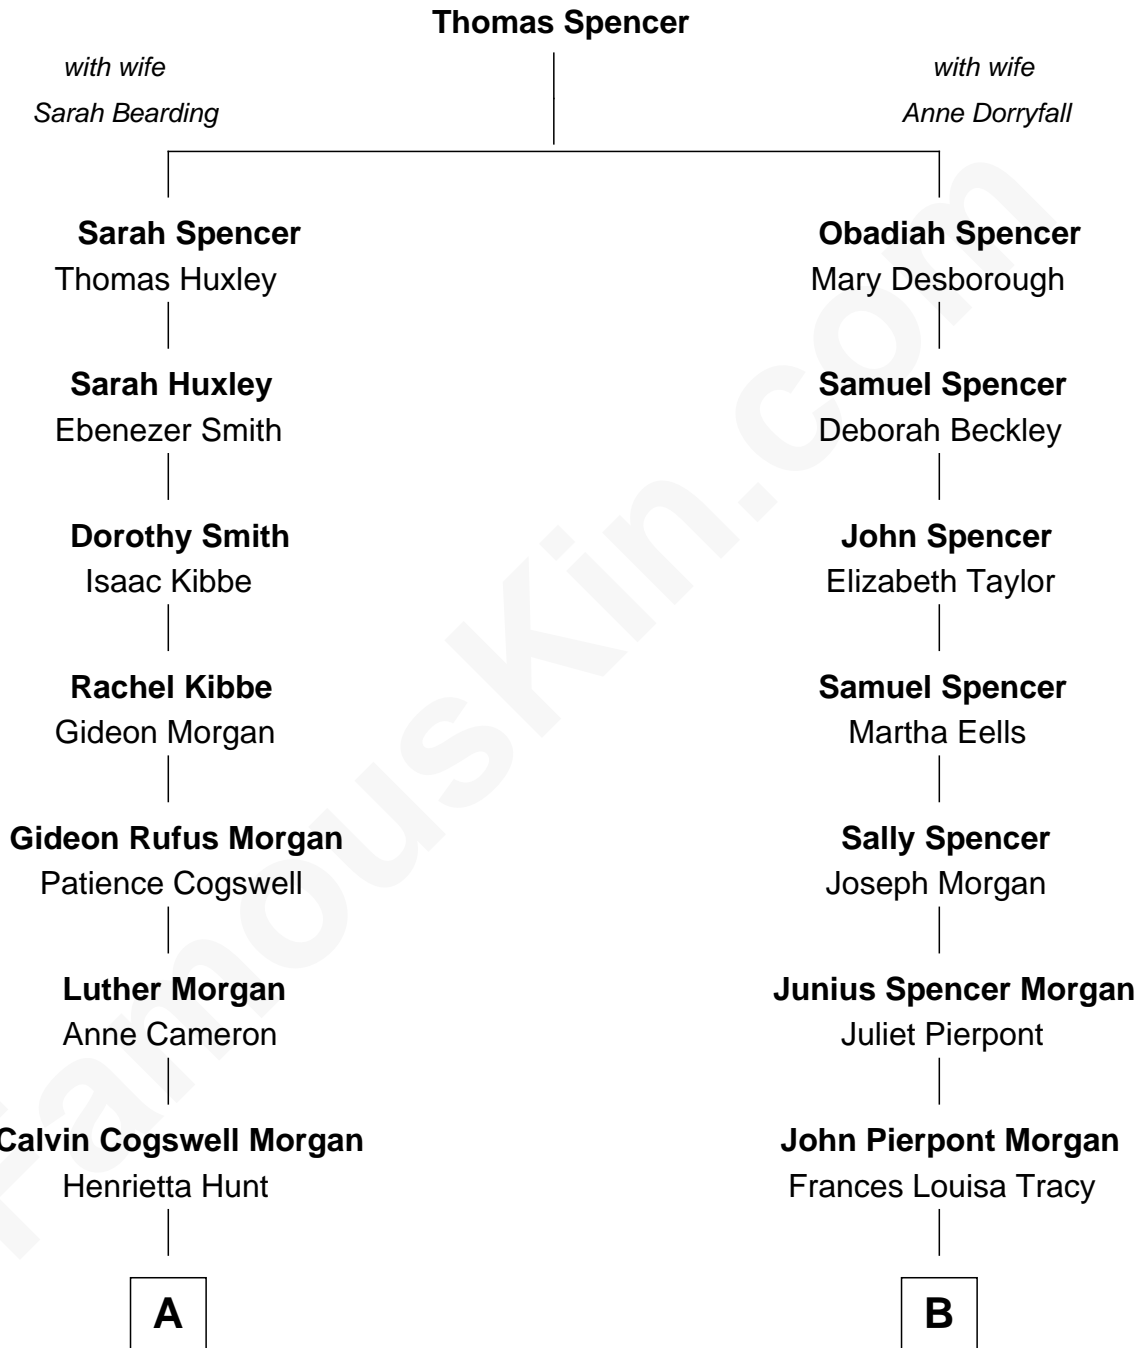 Thomas Spencer
with wife
Sarah Bearding
with wife
Anne Dorryfall
Sarah Spencer
Thomas Huxley
Obadiah Spencer
Mary Desborough
Sarah Huxley
Ebenezer Smith
Samuel Spencer
Deborah Beckley
Dorothy Smith
Isaac Kibbe
John Spencer
Elizabeth Taylor
Rachel Kibbe
Gideon Morgan
Samuel Spencer
Martha Eells
Gideon Rufus Morgan
Patience Cogswell
Sally Spencer
Joseph Morgan
Luther Morgan
Anne Cameron
Junius Spencer Morgan
Juliet Pierpont
Calvin Cogswell Morgan
Henrietta Hunt
John Pierpont Morgan
Frances Louisa Tracy
A
B
FamousKin.com